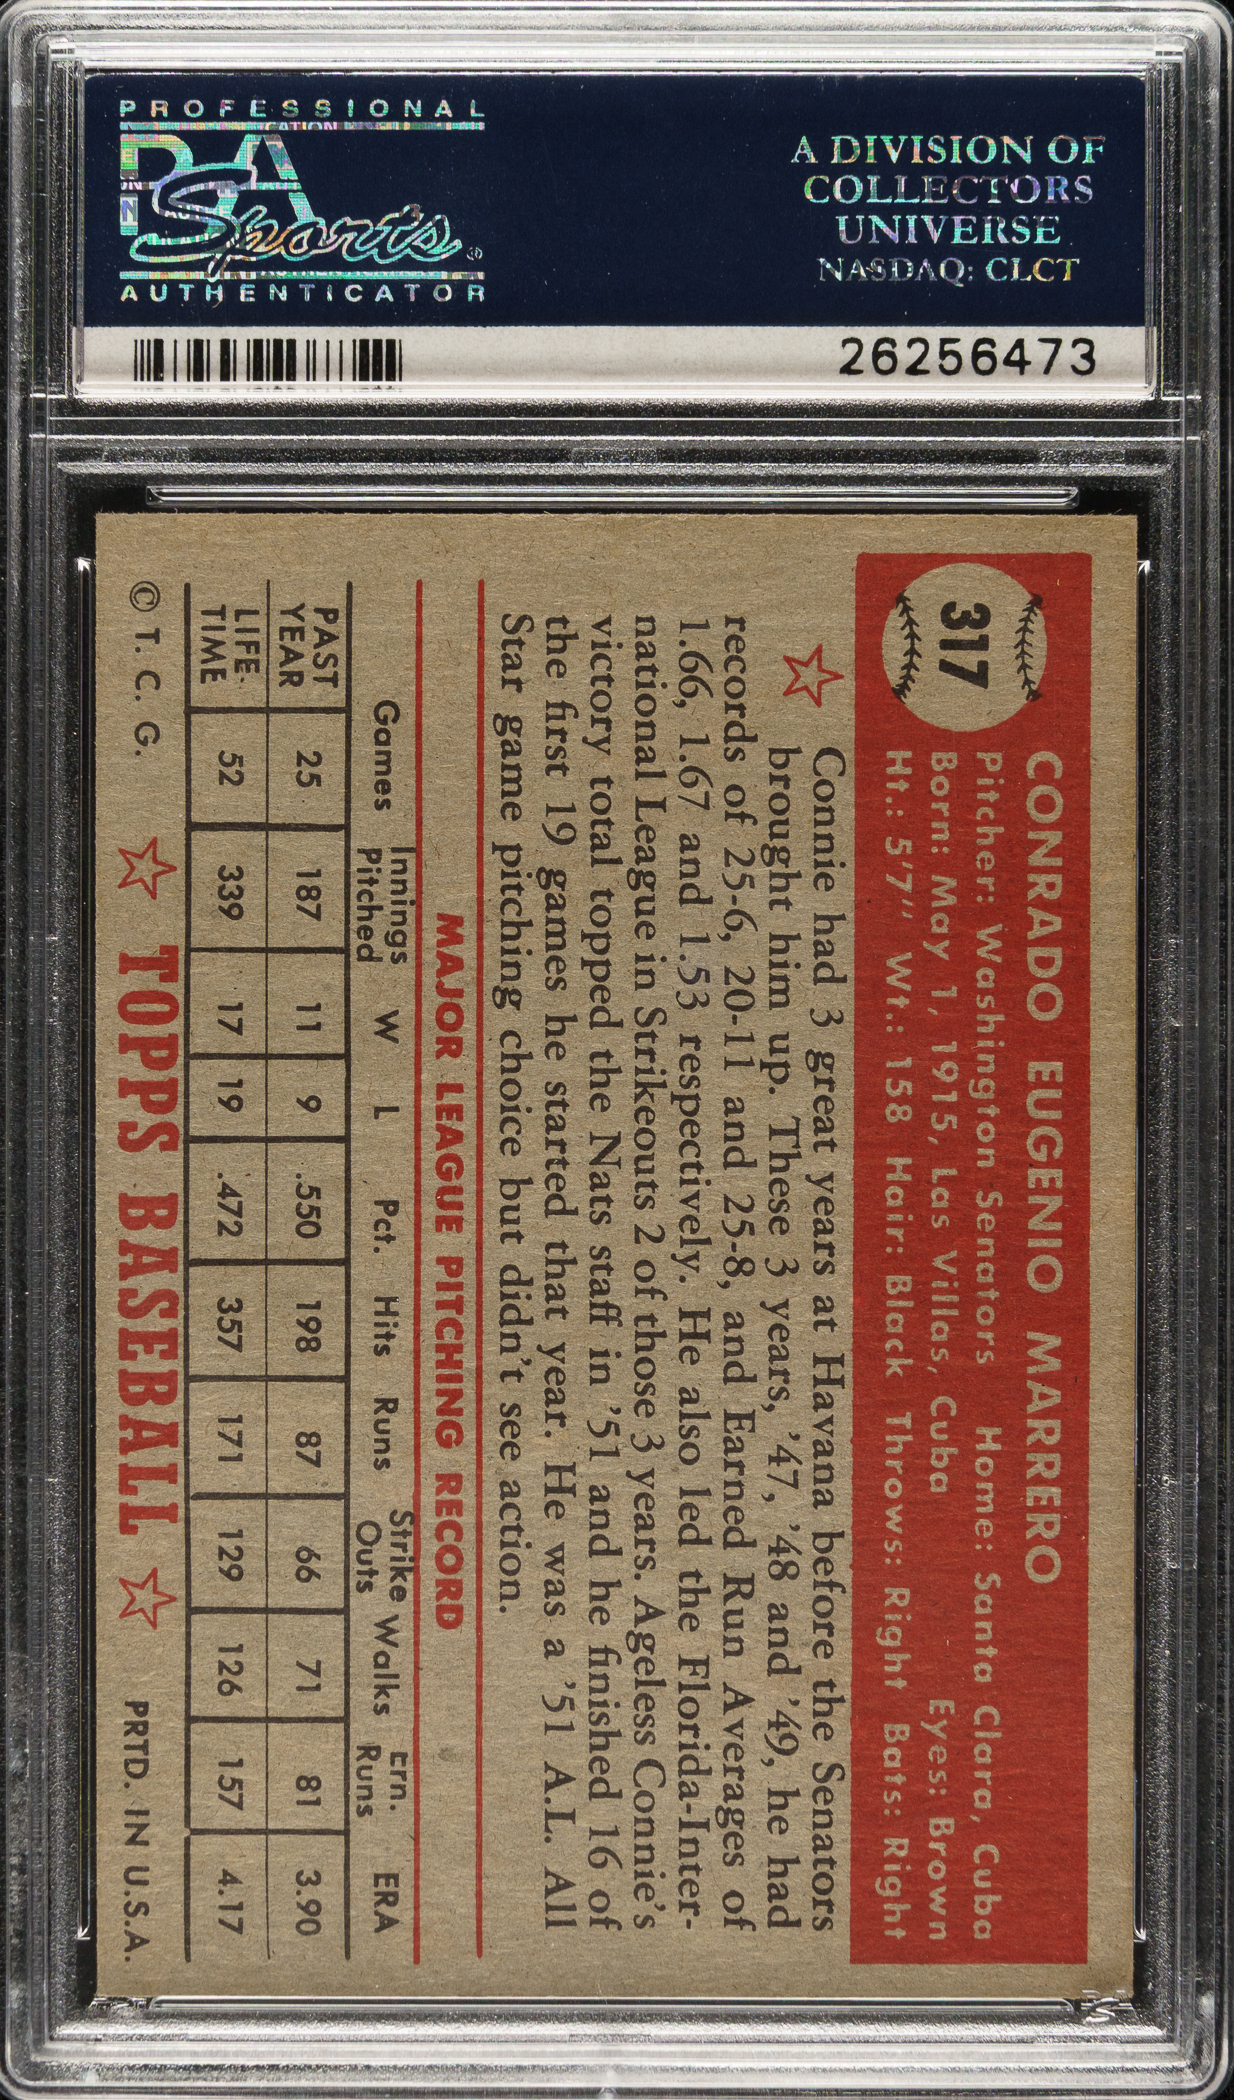 PROFESSIONAL
PSA
Sports
AUTHENTICATOR
A DIVISION OF
COLLECTORS
UNIVERSE
NASDAQ: CLCT
26256473
317
CONRADO EUGENIO MARRERO
Pitcher: Washington Senators Home: Santa Clara, Cuba
Born: May 1, 1915, Las Villas, Cuba Eyes: Brown
Ht.: 5'7" Wt.: 158 Hair: Black Throws: Right Bats: Right
Connie had 3 great years at Havana before the Senators
brought him up. These 3 years, '47, '48 and '49, he had
records of 25-6, 20-11 and 25-8, and Earned Run Averages of
1.66, 1.67 and 1.53 respectively. He also led the Florida-Inter-
national League in Strikeouts 2 of those 3 years. Ageless Connie's
victory total topped the Nats staff in '51 and he finished 16 of
the first 19 games he started that year. He was a '51 A.L. All
Star game pitching choice but didn't see action.
MAJOR LEAGUE PITCHING RECORD
Games Innings Pitched W L Pct. Hits Runs Strike Outs Walks Ern. Runs ERA
PAST YEAR 25 187 11 9 .550 198 87 66 71 81 3.90
LIFE- TIME 52 339 17 19 .472 357 171 129 126 157 4.17
© T. C. G. TOPPS BASEBALL PRTD. IN U.S.A.